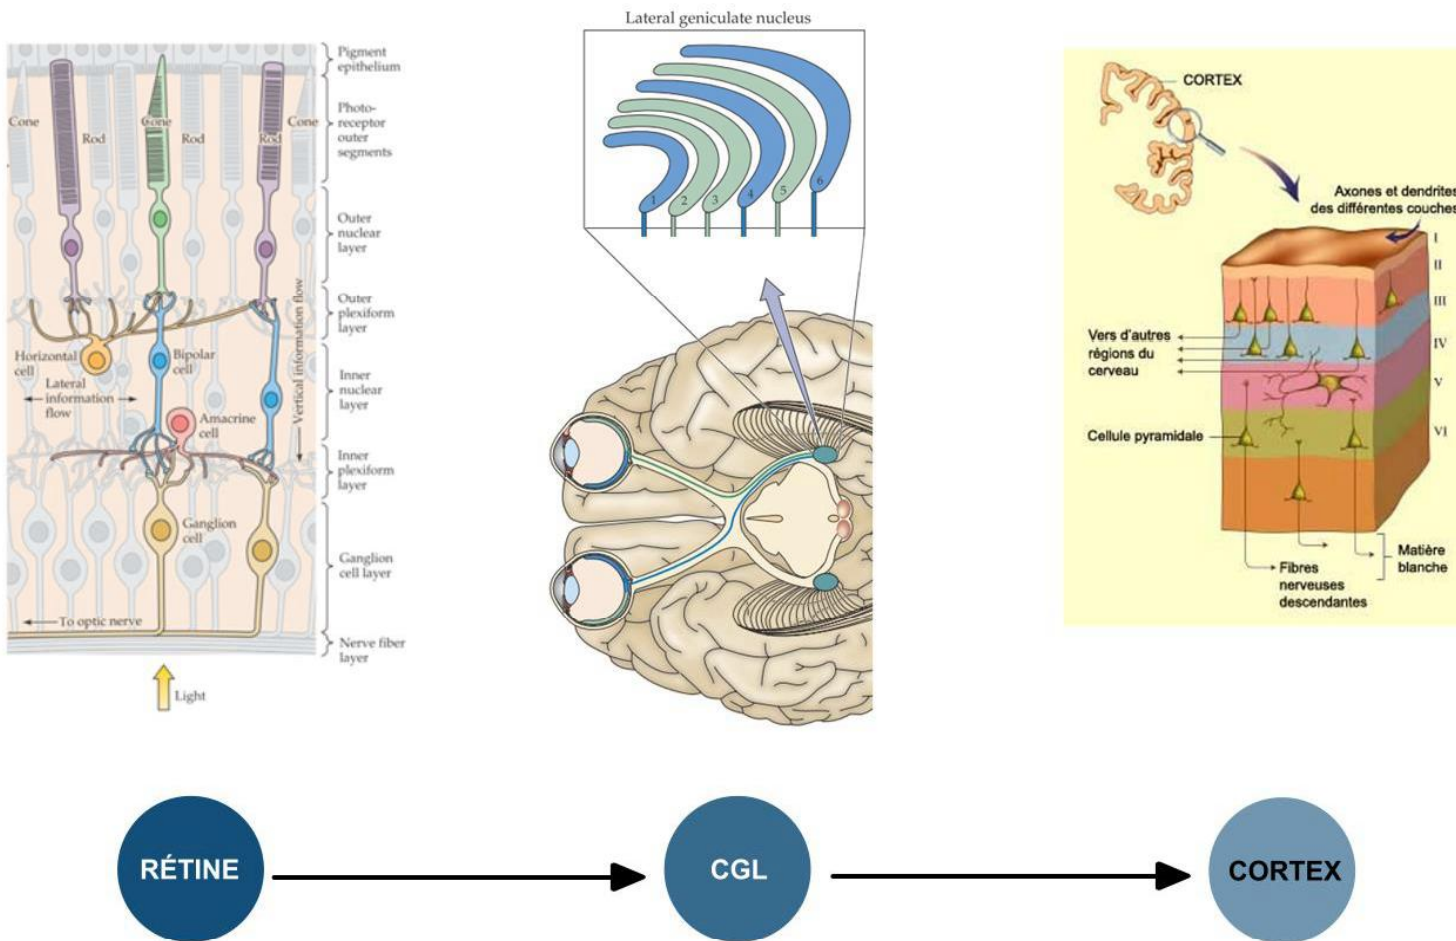 Lateral geniculate nucleus
Pigment
epithelium
Cone
Rod
Cone
Rod
Rod
Cone
Photo-
receptor
outer
segments
Outer
nuclear
layer
Outer
plexiform
layer
Horizontal
cell
Bipolar
cell
Lateral
information
flow
Vertical information flow
Inner
nuclear
layer
Amacrine
cell
Inner
plexiform
layer
Ganglion
cell
Ganglion
cell layer
To optic nerve
Nerve fiber
layer
Light
1
2
3
4
5
6
CORTEX
Axones et dendrites
des différentes couches
I
II
III
IV
V
VI
Vers d'autres
régions du
cerveau
Cellule pyramidale
Fibres
nerveuses
descendantes
Matière
blanche
RÉTINE
CGL
CORTEX